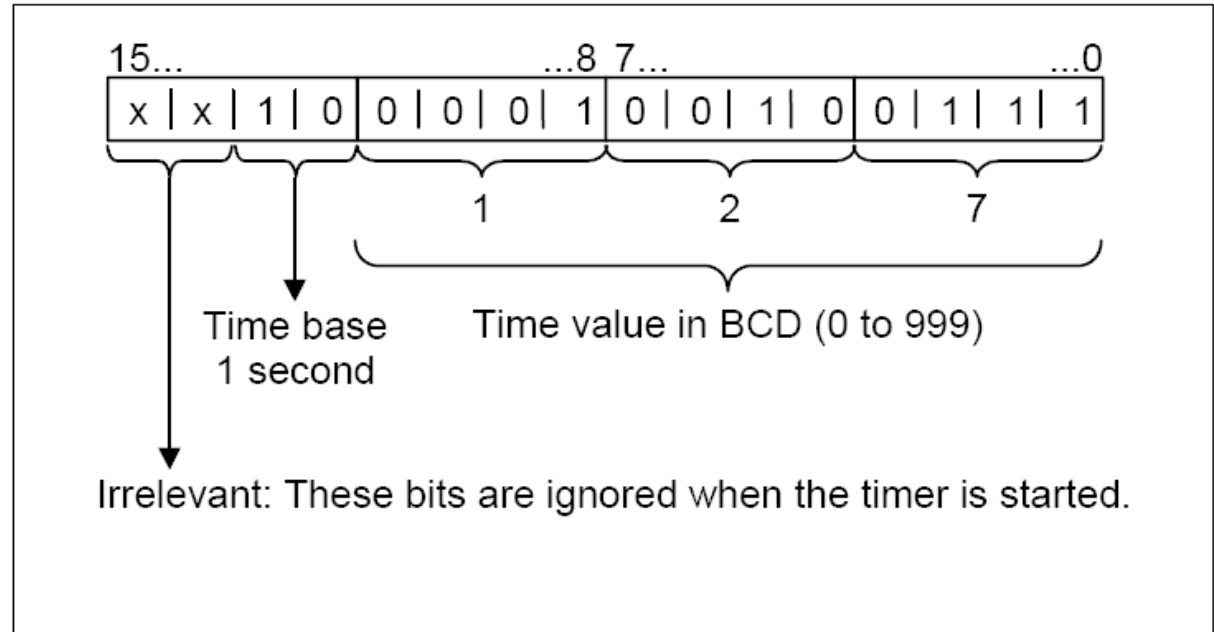 15... ...8 7... ...0
x | x | 1 | 0 | 0 | 0 | 0 | 1 | 0 | 0 | 1 | 0 | 0 | 1 | 1 | 1
1 2 7
Time base
1 second
Time value in BCD (0 to 999)
Irrelevant: These bits are ignored when the timer is started.